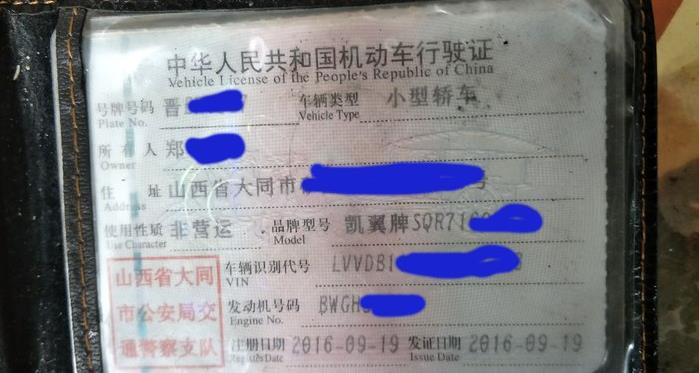 中华人民共和国机动车行驶证
Vehicle License of the People's Republic of China
号牌号码 晋 车辆类型 小型轿车
Plate No. Vehicle Type
所有人 郑
Owner
住 址 山西省大同市 号
Address
使用性质 非营运 品牌型号 凯翼牌SQR716
Use Character Model
山西省大同 车辆识别代号 LVVDB1
VIN
市公安局交 发动机号码 BWGH
Engine No.
通警察支队 注册日期 2016-09-19 发证日期 2016-09-19
Register Date Issue Date